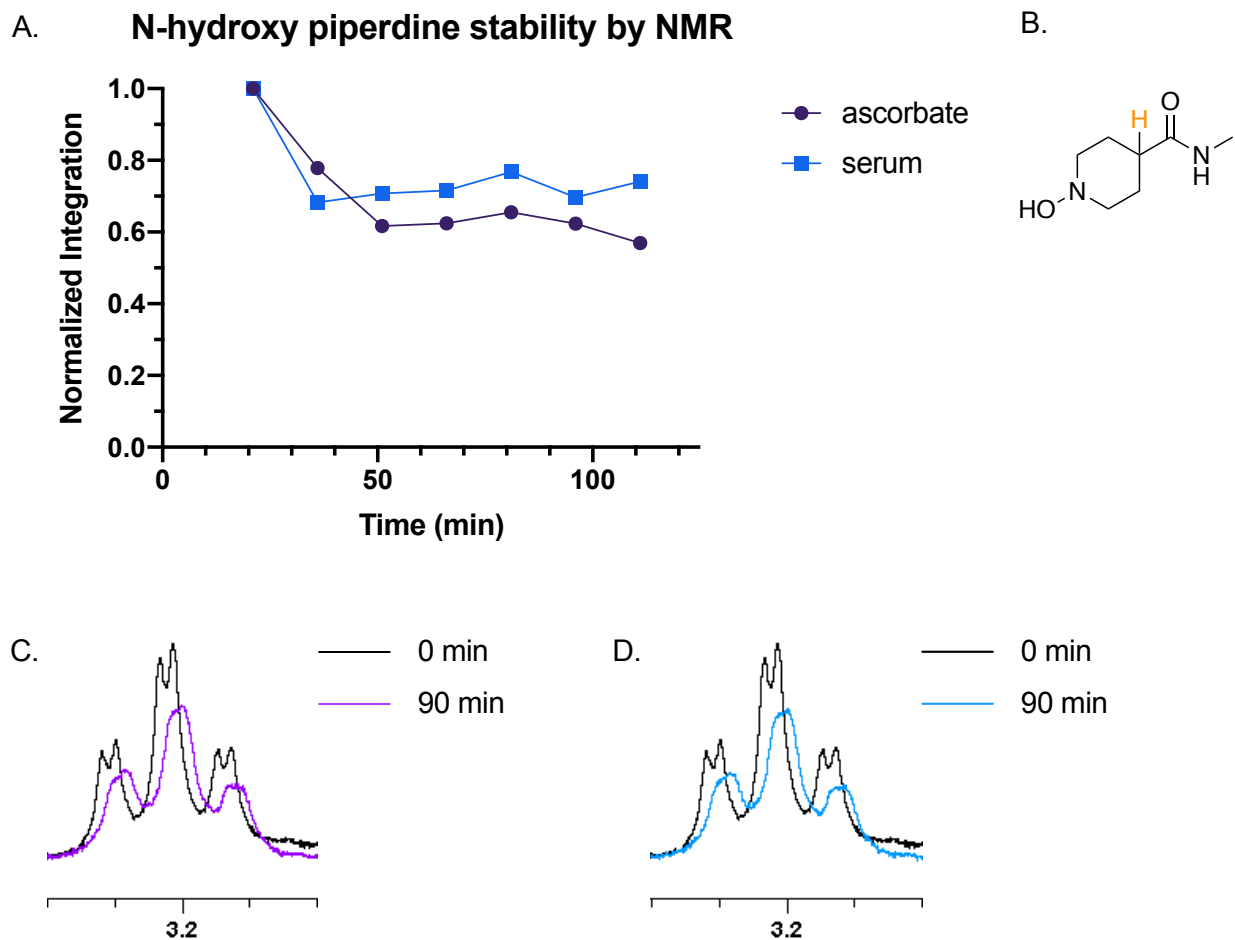 A.
N-hydroxy piperdine stability by NMR
B.
1.0
0.8
0.6
0.4
0.2
0.0
Normalized Integration
0
50
100
Time (min)
ascorbate
serum
H
O
N
H
N
HO
C.
0 min
90 min
3.2
D.
0 min
90 min
3.2